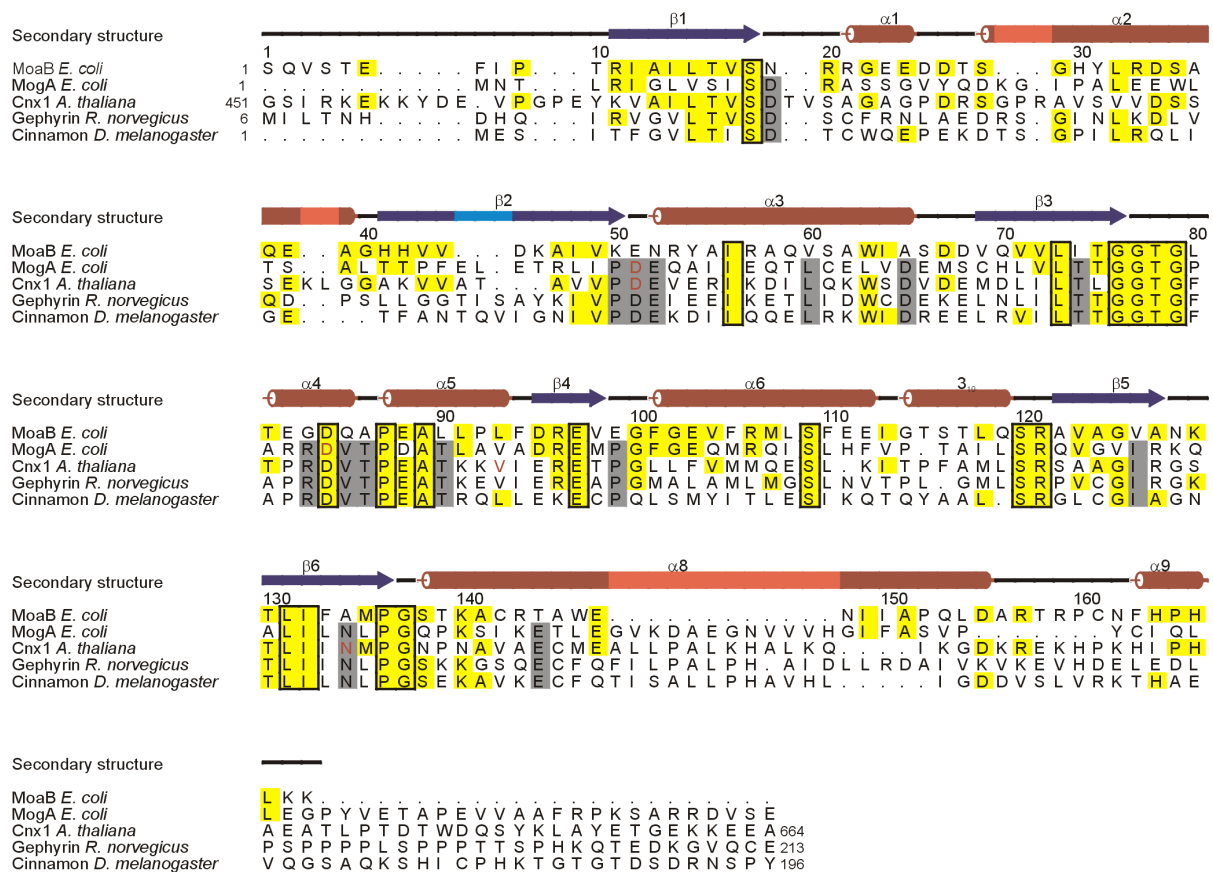 Secondary structure β1 α1 α2
1 10 20 30
MoaB E. coli 1 S Q V S T E . . . . . F I P . . . T R I A I L T V S N . . R R G E E D D T S . . . G H Y L R D S A
MogA E. coli 1 . . . . . . . . . . . M N T . . . L R I G L V S I S D . . R A S S G V Y Q D K G . I P A L E E W L
Cnx1 A. thaliana 451 G S I R K E K K Y D E . V P G P E Y K V A I L T V S D T V S A G A G P D R S G P R A V S V V D S S
Gephyrin R. norvegicus 6 M I L T N H . . . . . D H Q . . . I R V G V L T V S D . . S C F R N L A E D R S . G I N L K D L V
Cinnamon D. melanogaster 1 . . . . . . . . . . . M E S . . . I T F G V L T I S D . . T C W Q E P E K D T S . G P I L R Q L I
Secondary structure β2 α3 β3
40 50 60 70 80
MoaB E. coli Q E . . A G H H V V . . . D K A I V K E N R Y A I R A Q V S A W I A S D D V Q V V L I T G G T G L
MogA E. coli T S . . A L T T P F E L . E T R L I P D E Q A I I E Q T L C E L V D E M S C H L V L T T G G T G P
Cnx1 A. thaliana S E K L G G A K V V A T . . . A V V P D E V E R I K D I L Q K W S D V D E M D L I L T L G G T G F
Gephyrin R. norvegicus Q D . . P S L L G G T I S A Y K I V P D E I E E I K E T L I D W C D E K E L N L I L T T G G T G F
Cinnamon D. melanogaster G E . . . . T F A N T Q V I G N I V P D E K D I I Q Q E L R K W I D R E E L R V I L T T G G T G F
Secondary structure α4 α5 β4 α6 3₁₀ β5
90 100 110 120
MoaB E. coli T E G D Q A P E A L L P L F D R E V E G F G E V F R M L S F E E I G T S T L Q S R A V A G V A N K
MogA E. coli A R R D V T P D A T L A V A D R E M P G F G E Q M R Q I S L H F V P . T A I L S R Q V G V I R K Q
Cnx1 A. thaliana T P R D V T P E A T K K V I E R E T P G L L F V M M Q E S L . K I T P F A M L S R S A A G I R G S
Gephyrin R. norvegicus A P R D V T P E A T K E V I E R E A P G M A L A M L M G S L N V T P L . G M L S R P V C G I R G K
Cinnamon D. melanogaster A P R D V T P E A T R Q L L E K E C P Q L S M Y I T L E S I K Q T Q Y A A L . S R G L C G I A G N
Secondary structure β6 α8 α9
130 140 150 160
MoaB E. coli T L I F A M P G S T K A C R T A W E . . . . . . . . . . . . N I I A P Q L D A R T R P C N F H P H
MogA E. coli A L I L N L P G Q P K S I K E T L E G V K D A E G N V V V H G I F A S V P . . . . . . . Y C I Q L
Cnx1 A. thaliana T L I I N M P G N P N A V A E C M E A L L P A L K H A L K Q . . . . I K G D K R E K H P K H I P H
Gephyrin R. norvegicus T L I I N L P G S K K G S Q E C F Q F I L P A L P H . A I D L L R D A I V K V K E V H D E L E D L
Cinnamon D. melanogaster T L I L N L P G S E K A V K E C F Q T I S A L L P H A V H L . . . . . I G D D V S L V R K T H A E
Secondary structure
MoaB E. coli L K K . . . . . . . . . . . . . . . . . . . . . . . .
MogA E. coli L E G P Y V E T A P E V V A A F R P K S A R R D V S E
Cnx1 A. thaliana A E A T L P T D T W D Q S Y K L A Y E T G E K K E E A 664
Gephyrin R. norvegicus P S P P P P L S P P P T T S P H K Q T E D K G V Q C E 213
Cinnamon D. melanogaster V Q G S A Q K S H I C P H K T G T G T D S D R N S P Y 196